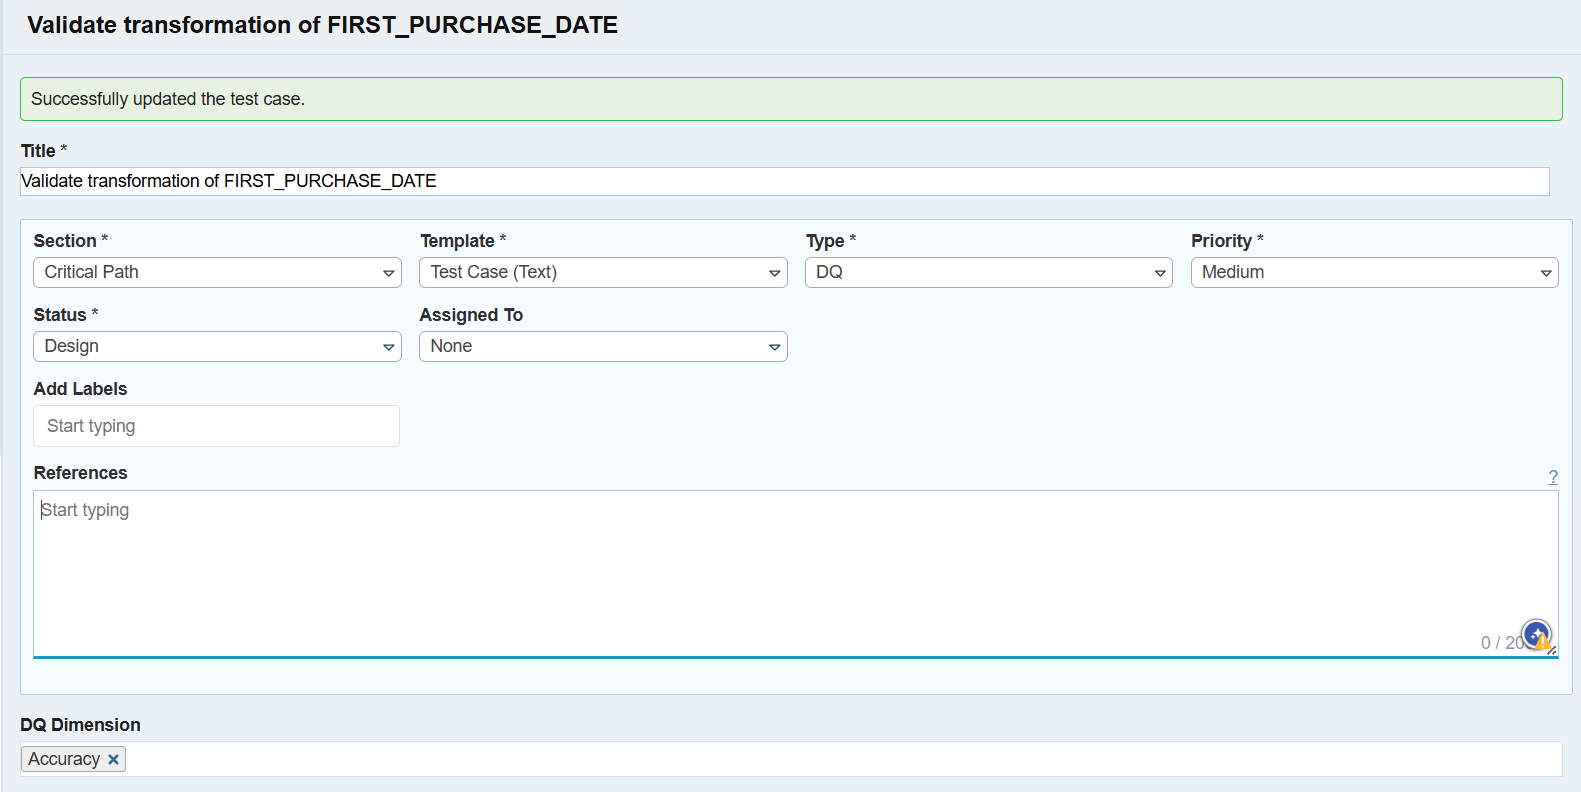 Validate transformation of FIRST_PURCHASE_DATE
Successfully updated the test case.
Title *
Validate transformation of FIRST_PURCHASE_DATE
Section * Template * Type * Priority *
Critical Path Test Case (Text) DQ Medium
Status * Assigned To
Design None
Add Labels
Start typing
References ?
Start typing
0 / 20
DQ Dimension
Accuracy ×